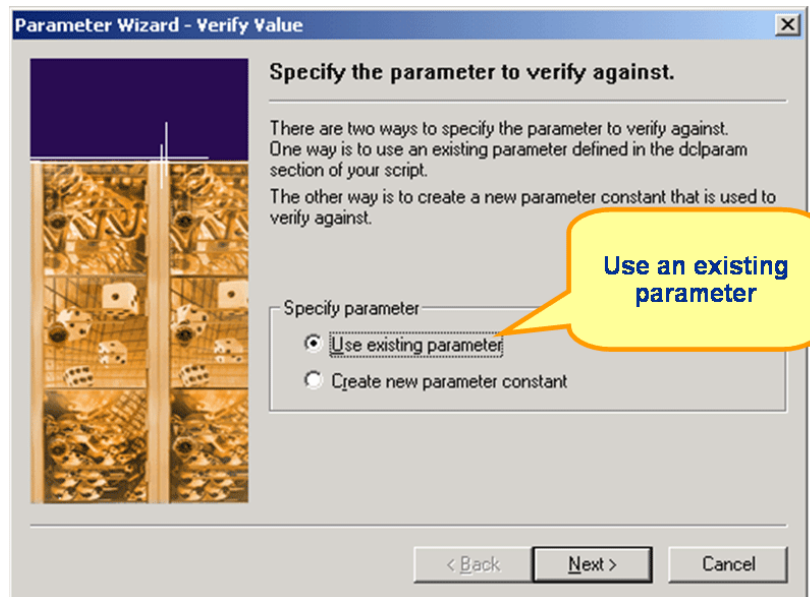 Parameter Wizard - Verify Value
Specify the parameter to verify against.
There are two ways to specify the parameter to verify against.
One way is to use an existing parameter defined in the dclparam
section of your script.
The other way is to create a new parameter constant that is used to
verify against.
Use an existing
parameter
Specify parameter
Use existing parameter
Create new parameter constant
< Back
Next >
Cancel